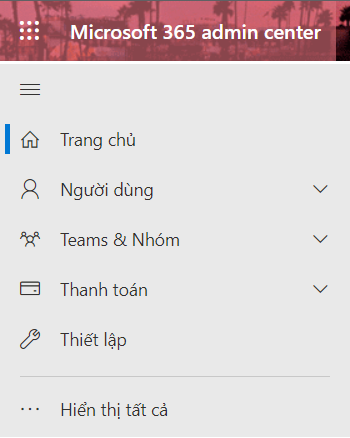 Microsoft 365 admin center
Trang chủ
Người dùng
Teams & Nhóm
Thanh toán
Thiết lập
Hiển thị tất cả